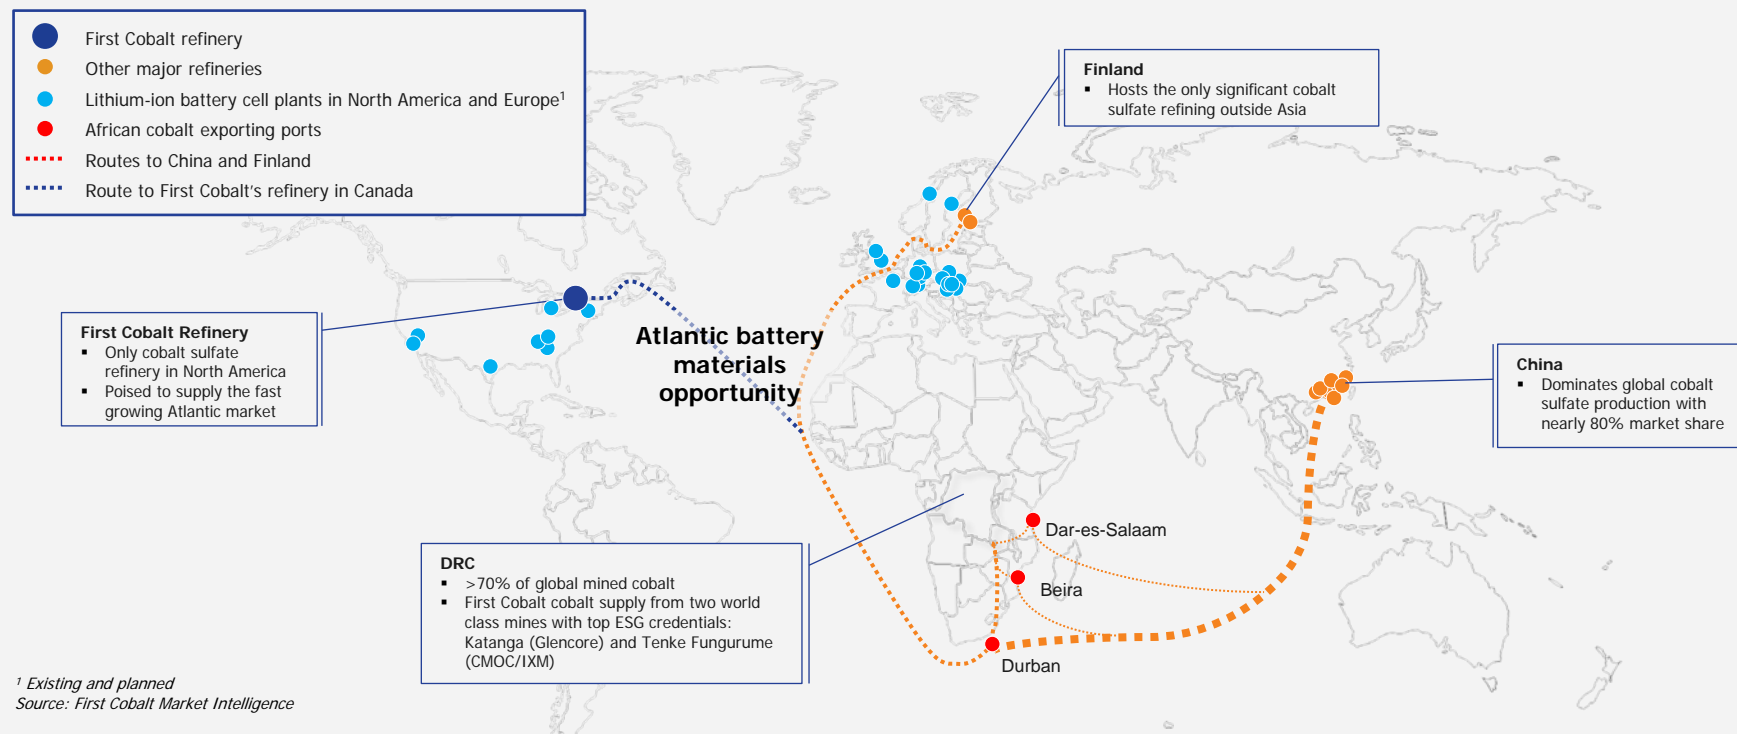 First Cobalt refinery
Other major refineries
Lithium-ion battery cell plants in North America and Europe¹
African cobalt exporting ports
Routes to China and Finland
Route to First Cobalt's refinery in Canada
Finland
▪ Hosts the only significant cobalt
sulfate refining outside Asia
First Cobalt Refinery
▪ Only cobalt sulfate
refinery in North America
▪ Poised to supply the fast
growing Atlantic market
Atlantic battery
materials
opportunity
China
▪ Dominates global cobalt
sulfate production with
nearly 80% market share
DRC
▪ >70% of global mined cobalt
▪ First Cobalt cobalt supply from two world
class mines with top ESG credentials:
Katanga (Glencore) and Tenke Fungurume
(CMOC/IXM)
Dar-es-Salaam
Beira
Durban
¹ Existing and planned
Source: First Cobalt Market Intelligence